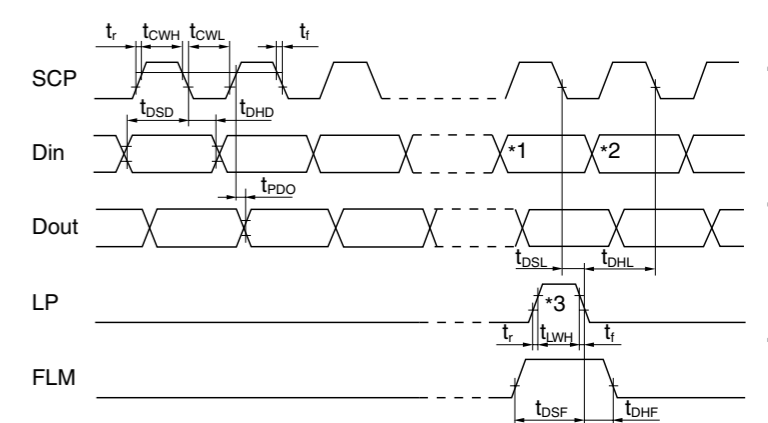 tr tCWH tCWL tf
SCP
tDSD tDHD
Din *1 *2
tPDO
Dout
tDSL tDHL
LP *3
tr tLWH tf
FLM
tDSF tDHF